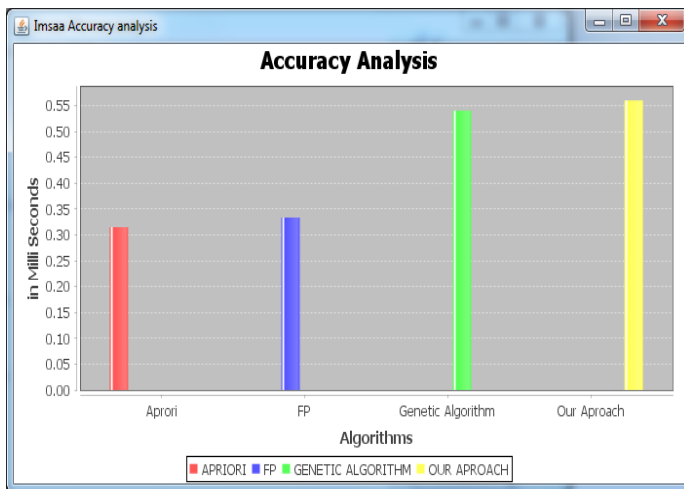 Imsaa Accuracy analysis
Accuracy Analysis
in Milli Seconds
0.55
0.50
0.45
0.40
0.35
0.30
0.25
0.20
0.15
0.10
0.05
0.00
Aprori FP Genetic Algorithm Our Aproach
Algorithms
APRIORI FP GENETIC ALGORITHM OUR APROACH